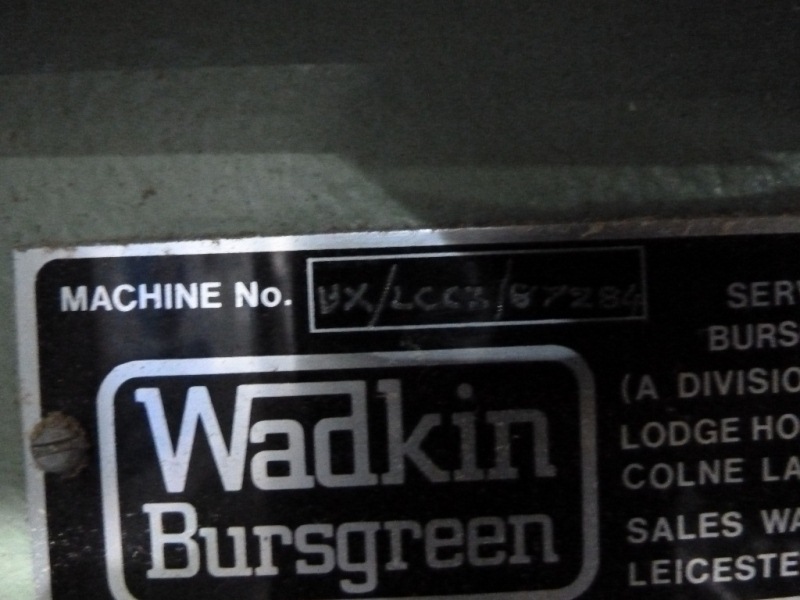 MACHINE No.
Wadkin
Bursgreen
SERV
BURS
(A DIVISIO
LODGE HO
COLNE LA
SALES WA
LEICESTE